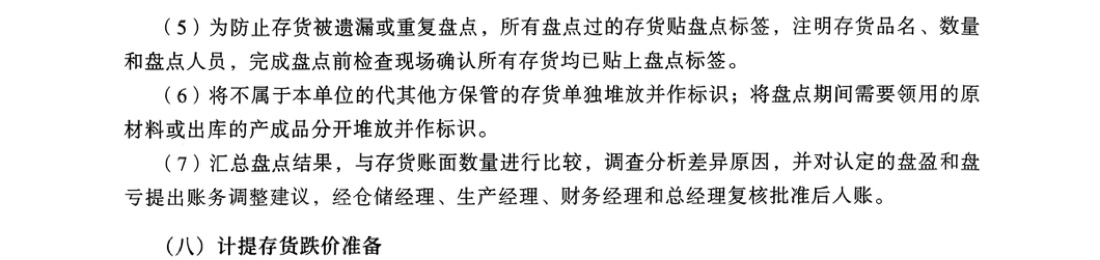 （5）为防止存货被遗漏或重复盘点，所有盘点过的存货贴盘点标签，注明存货品名、数量
和盘点人员，完成盘点前检查现场确认所有存货均已贴上盘点标签。
（6）将不属于本单位的代其他方保管的存货单独堆放并作标识；将盘点期间需要领用的原
材料或出库的产成品分开堆放并作标识。
（7）汇总盘点结果，与存货账面数量进行比较，调查分析差异原因，并对认定的盘盈和盘
亏提出账务调整建议，经仓储经理、生产经理、财务经理和总经理复核批准后入账。
（八）计提存货跌价准备